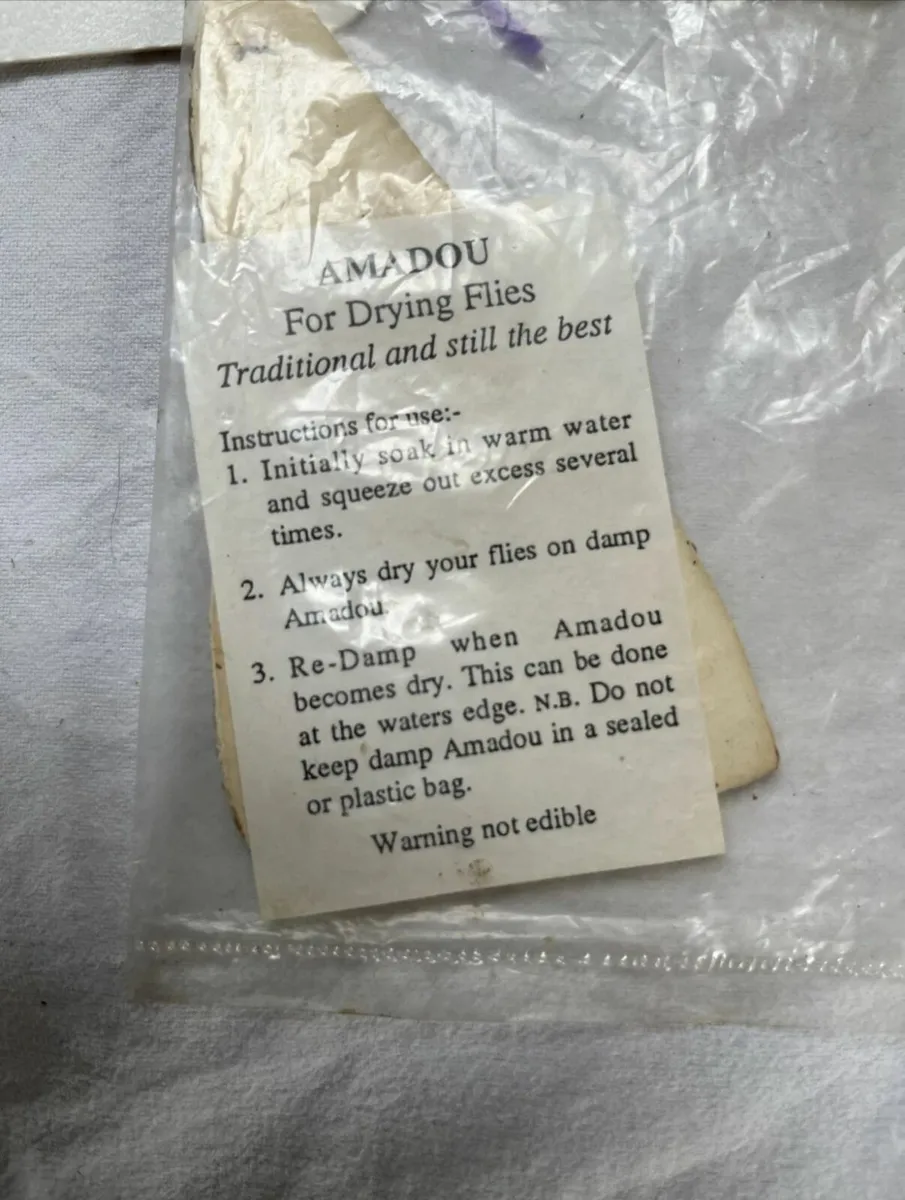 AMADOU
For Drying Flies
Traditional and still the best
Instructions for use:-
1. Initially soak in warm water
and squeeze out excess several
times.
2. Always dry your flies on damp
Amadou.
3. Re-Damp when Amadou
becomes dry. This can be done
at the waters edge. N.B. Do not
keep damp Amadou in a sealed
or plastic bag.
Warning not edible